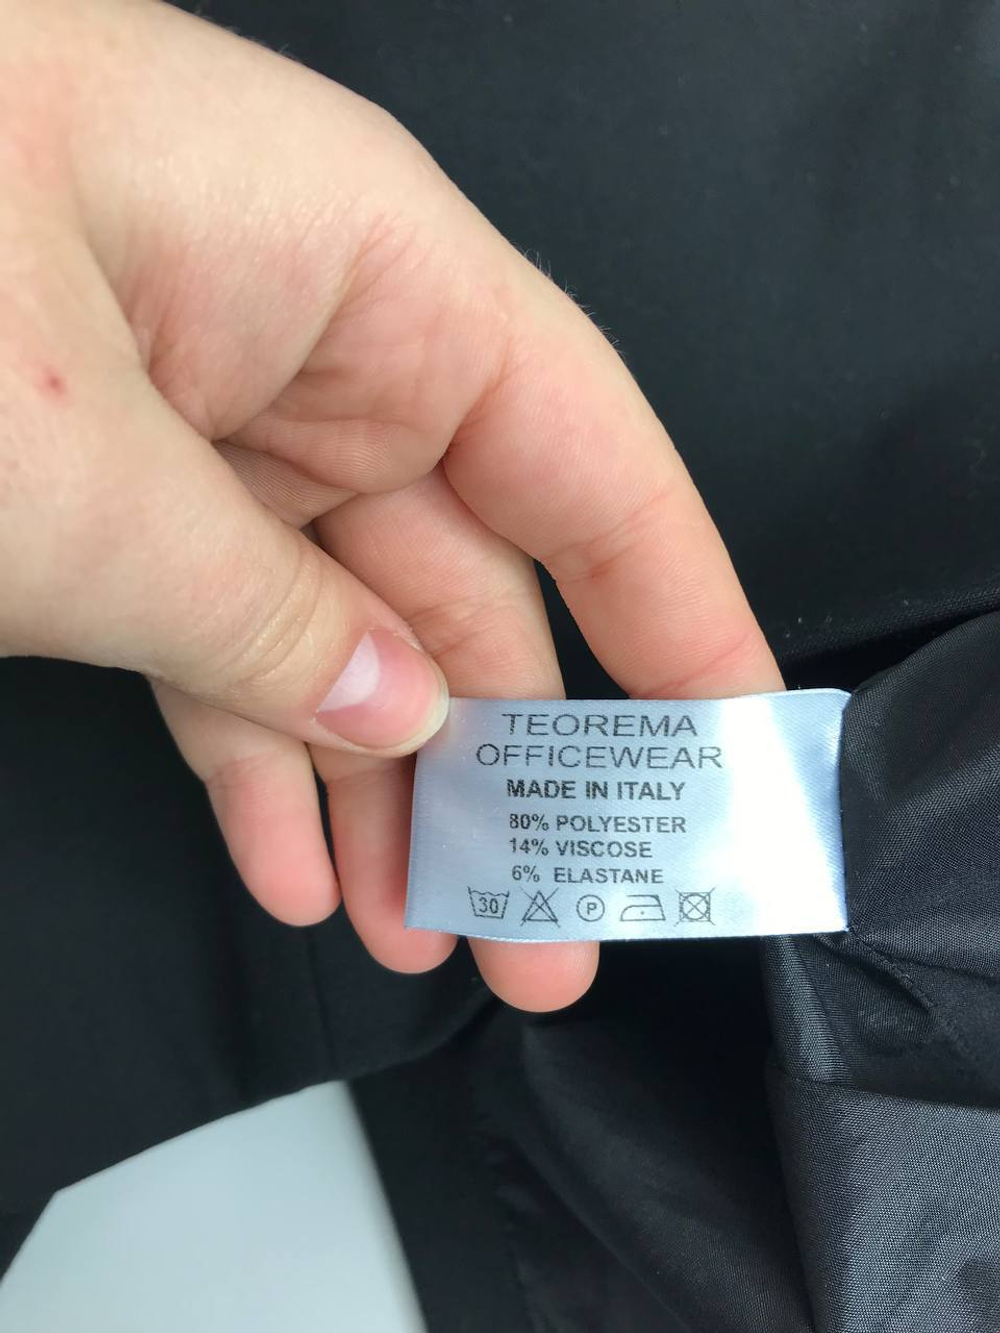 TEOREMA
OFFICEWEAR
MADE IN ITALY
80% POLYESTER
14% VISCOSE
6% ELASTANE
30 P